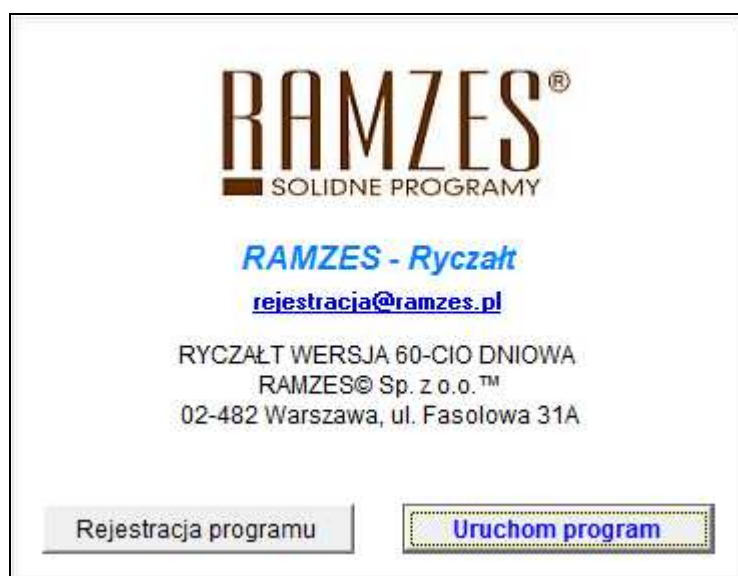 RAMZES®
SOLIDNE PROGRAMY
RAMZES - Ryczałt
rejestracja@ramzes.pl
RYCZAŁT WERSJA 60-CIO DNIOWA
RAMZES© Sp. z o.o.™
02-482 Warszawa, ul. Fasolowa 31A
Rejestracja programu
Uruchom program